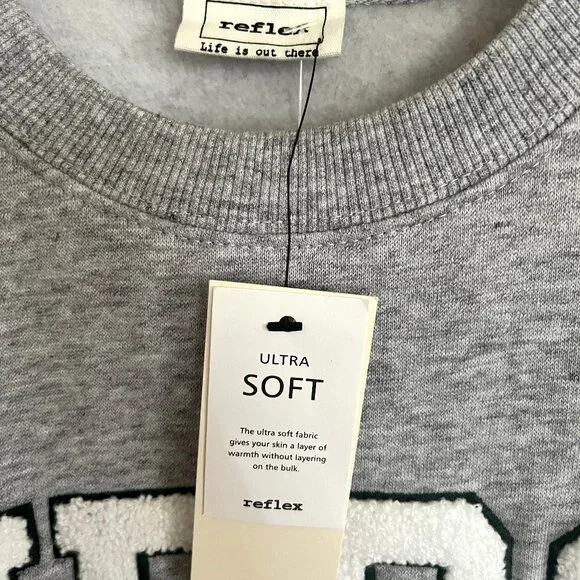 reflex
Life is out there
ULTRA
SOFT
The ultra soft fabric
gives your skin a layer of
warmth without layering
on the bulk.
reflex